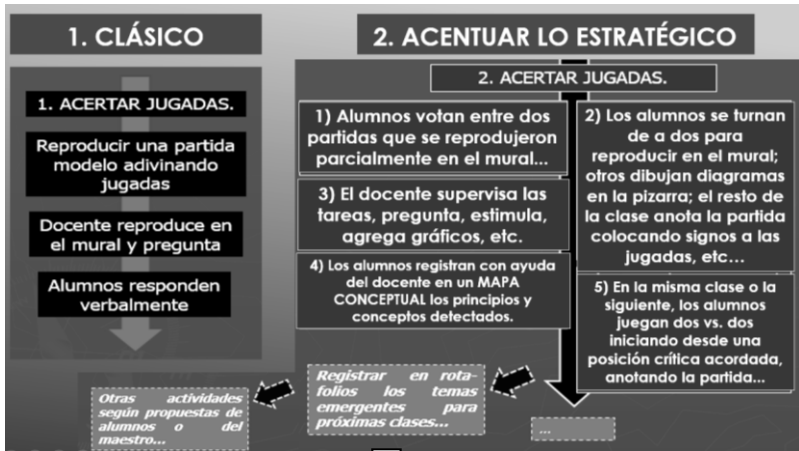 1. CLÁSICO
1. ACERTAR JUGADAS.
Reproducir una partida
modelo adivinando
jugadas
Docente reproduce en
el mural y pregunta
Alumnos responden
verbalmente
2. ACENTUAR LO ESTRATÉGICO
2. ACERTAR JUGADAS.
1) Alumnos votan entre dos
partidas que se reprodujeron
parcialmente en el mural...
2) Los alumnos se turnan
de a dos para
reproducir en el mural;
otros dibujan diagramas
en la pizarra; el resto de
la clase anota la partida
colocando signos a las
jugadas, etc...
3) El docente supervisa las
tareas, pregunta, estimula,
agrega gráficos, etc.
4) Los alumnos registran con ayuda
del docente en un MAPA
CONCEPTUAL los principios y
conceptos detectados.
5) En la misma clase o la
siguiente, los alumnos
juegan dos vs. dos
iniciando desde una
posición crítica acordada,
anotando la partida...
Registrar en rota-
folios los temas
emergentes para
próximas clases...
Otras actividades
según propuestas de
alumnos o del
maestro...
...